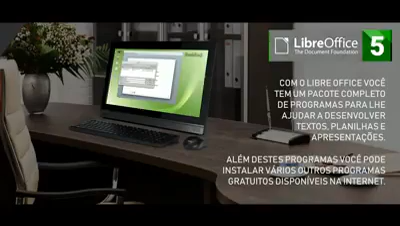 LibreOffice
The Document Foundation
5
COM O LIBRE OFFICE VOCÊ
TEM UM PACOTE COMPLETO
DE PROGRAMAS PARA LHE
AJUDAR A DESENVOLVER
TEXTOS, PLANILHAS E
APRESENTAÇÕES.
ALÉM DESTES PROGRAMAS VOCÊ PODE
INSTALAR VÁRIOS OUTROS PROGRAMAS
GRATUITOS DISPONÍVEIS NA INTERNET.